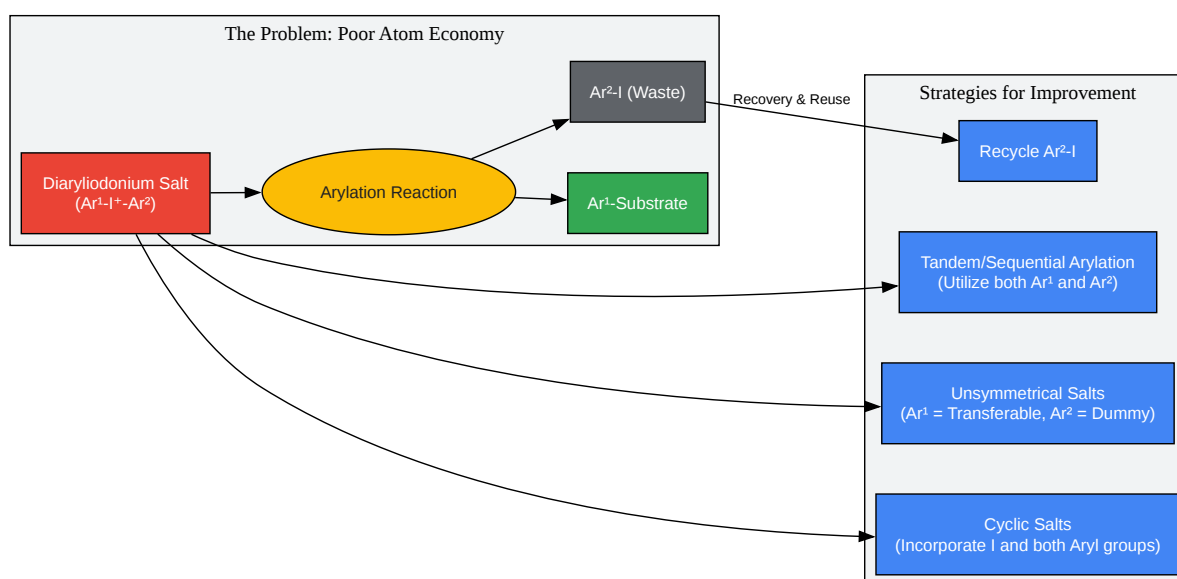 The Problem: Poor Atom Economy
Ar²-I (Waste)
Diaryliodonium Salt
(Ar¹-I⁺-Ar²)
Arylation Reaction
Ar¹-Substrate
Recovery & Reuse
Strategies for Improvement
Recycle Ar²-I
Tandem/Sequential Arylation
(Utilize both Ar¹ and Ar²)
Unsymmetrical Salts
(Ar¹ = Transferable, Ar² = Dummy)
Cyclic Salts
(Incorporate I and both Aryl groups)